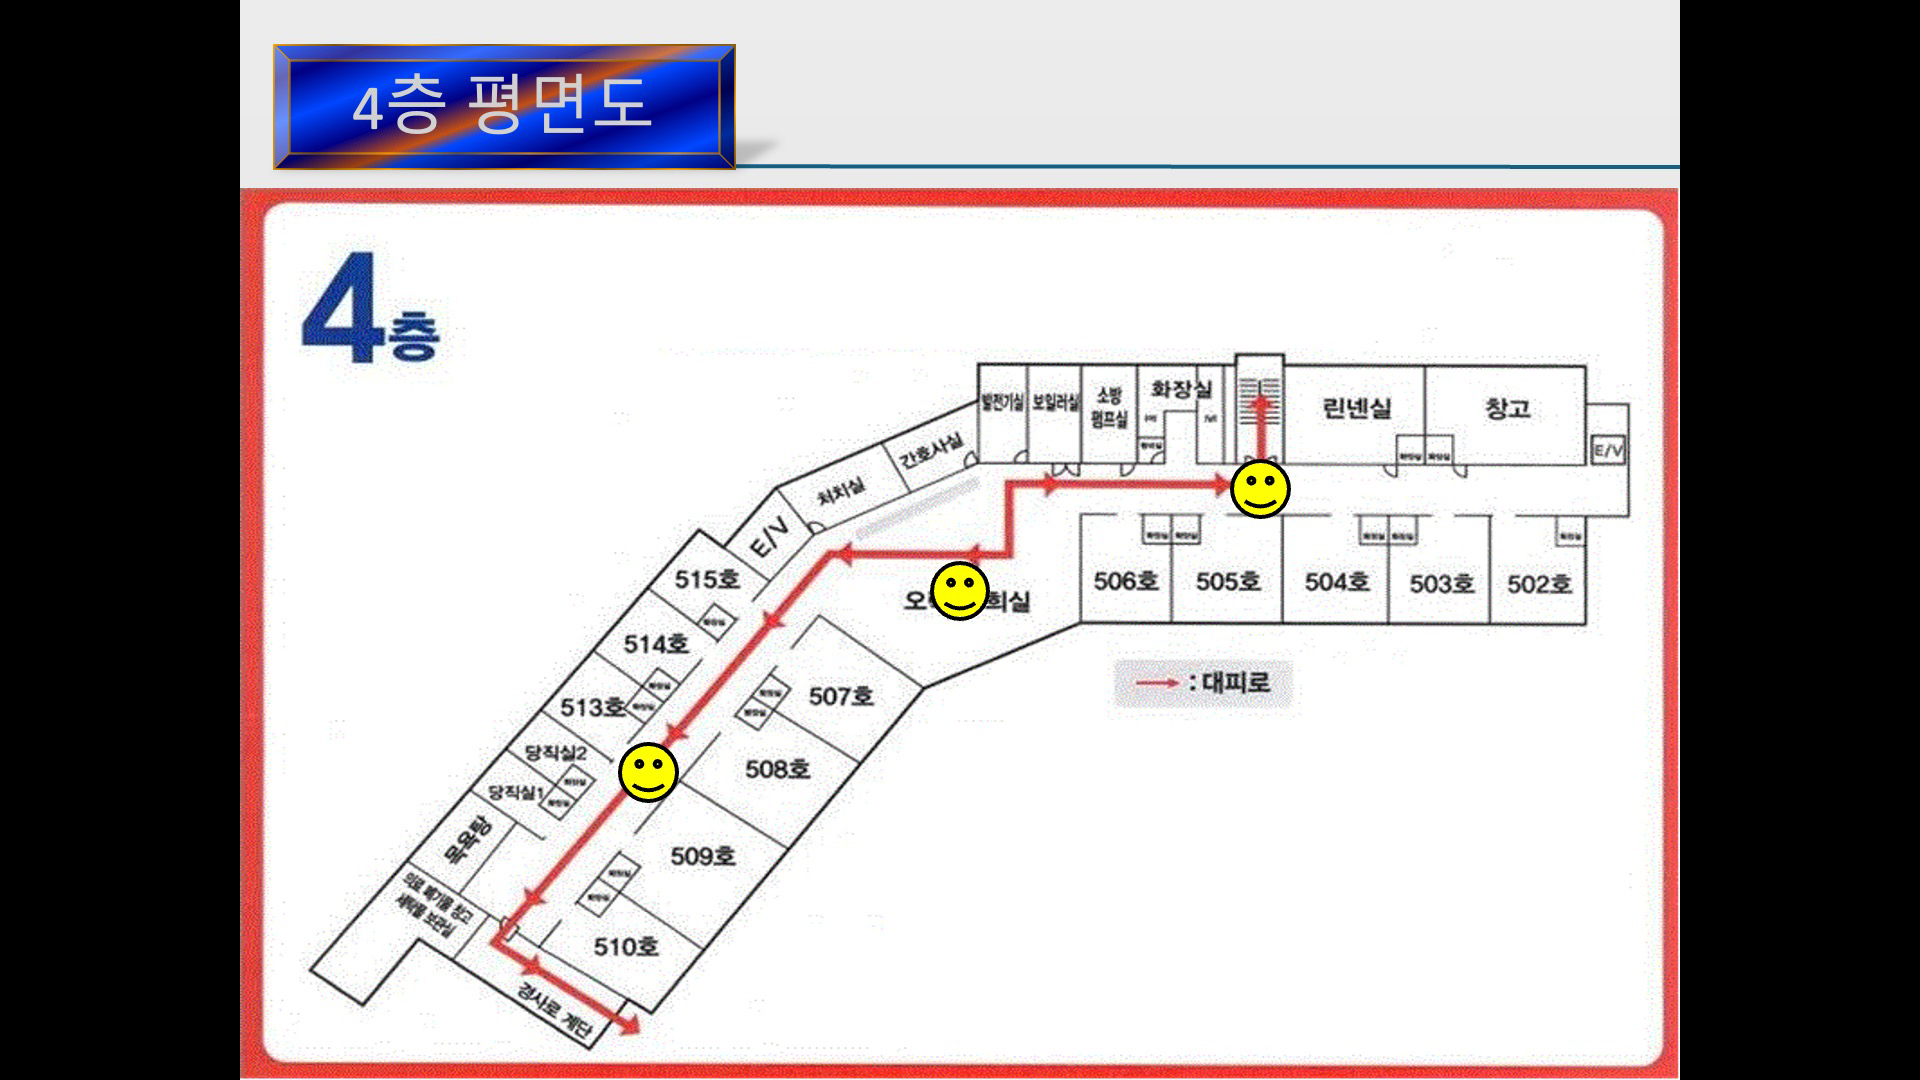 4층 평면도
4층
발전기실
보일러실
소방
펌프실
화장실
린넨실
창고
E/V
간호사실
처치실
E/V
515호
514호
513호
당직실2
당직실1
목욕탕
의료 폐기물 창고
세탁물 보관실
경사로 계단
506호
505호
504호
503호
502호
507호
508호
509호
510호
: 대피로